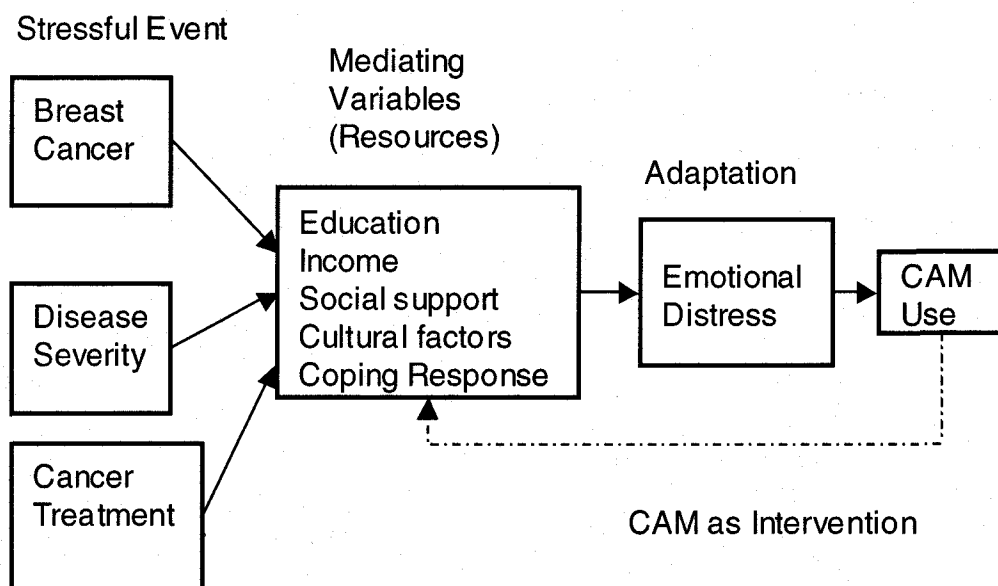 Stressful Event
Breast
Cancer
Disease
Severity
Cancer
Treatment
Mediating
Variables
(Resources)
Education
Income
Social support
Cultural factors
Coping Response
Adaptation
Emotional
Distress
CAM
Use
CAM as Intervention